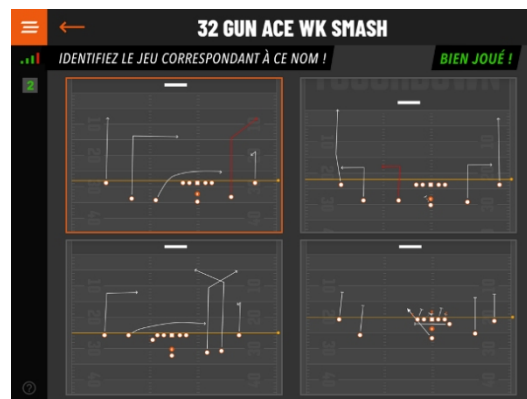 32 GUN ACE WK SMASH
IDENTIFIEZ LE JEU CORRESPONDANT À CE NOM !
BIEN JOUÉ !
2
?